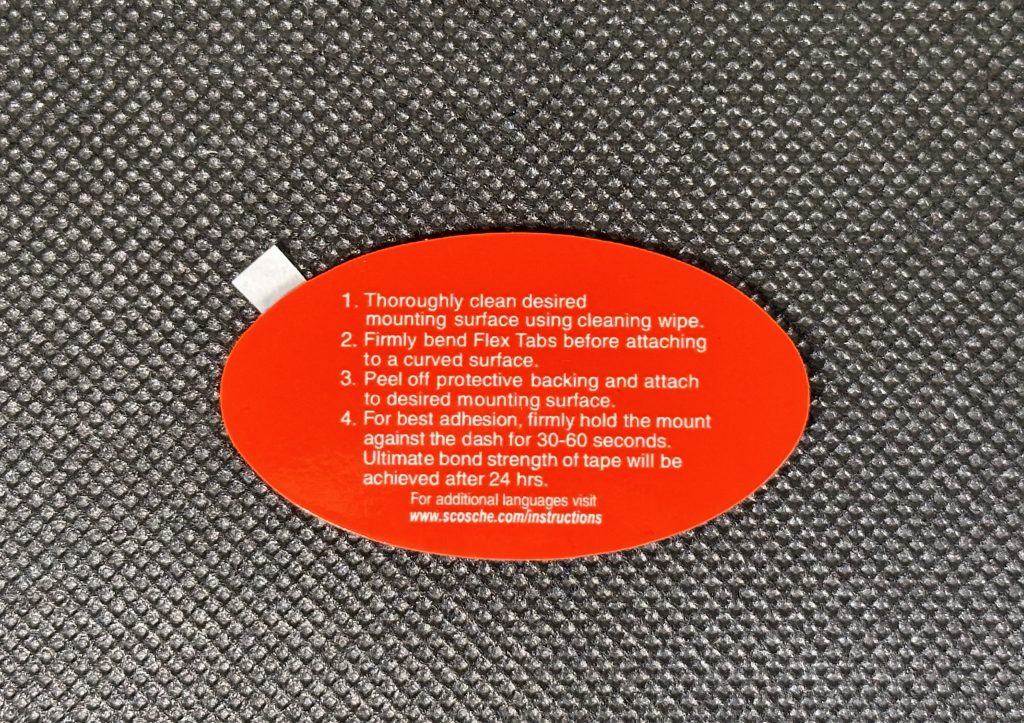 1. Thoroughly clean desired
mounting surface using cleaning wipe.
2. Firmly bend Flex Tabs before attaching
to a curved surface.
3. Peel off protective backing and attach
to desired mounting surface.
4. For best adhesion, firmly hold the mount
against the dash for 30-60 seconds.
Ultimate bond strength of tape will be
achieved after 24 hrs.
For additional languages visit
www.scosche.com/instructions